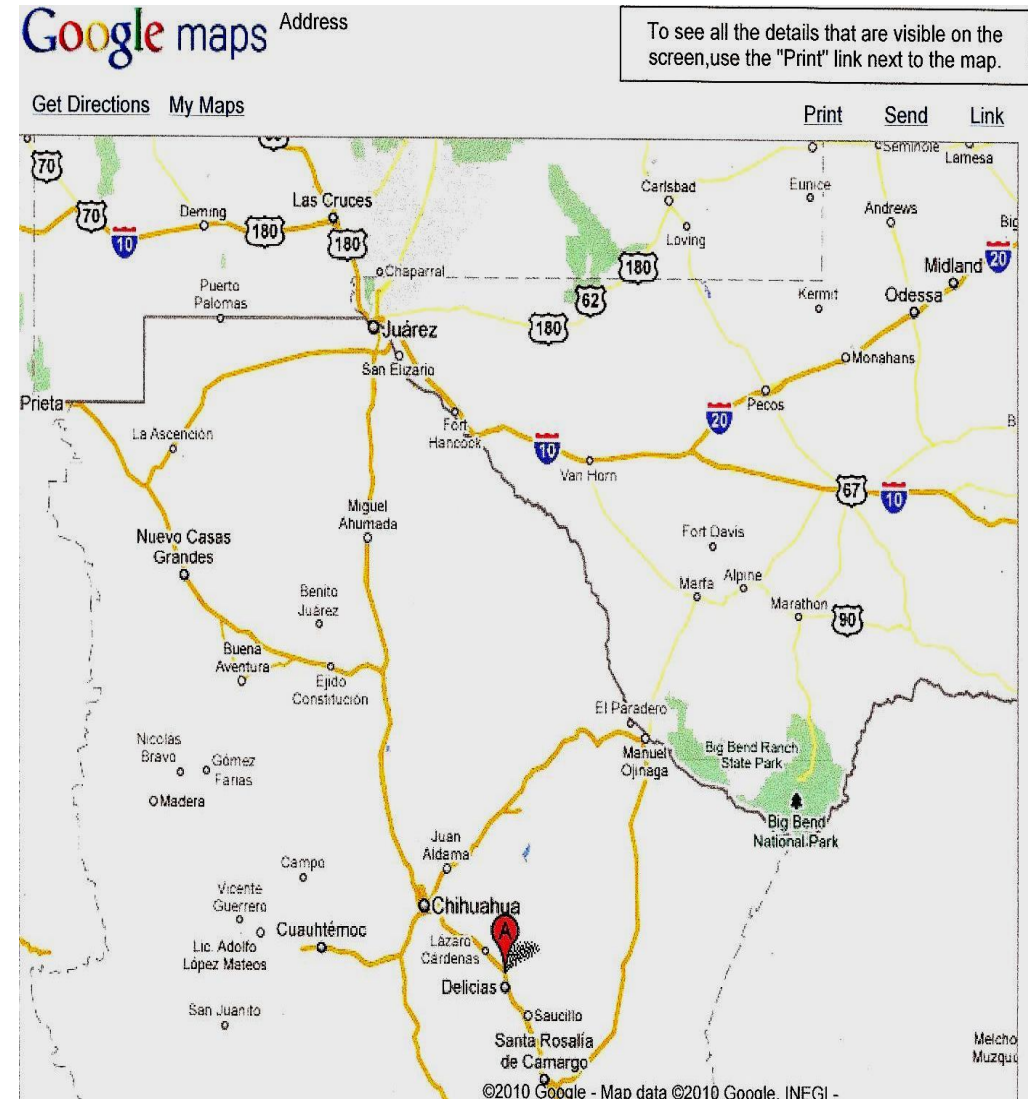 Google maps
Address
To see all the details that are visible on the
screen,use the "Print" link next to the map.
Get Directions My Maps
Print Send Link
70
Seminole
Lamesa
Carlsbad
Eunice
Las Cruces
Deming
70
180
10
180
Andrews
Loving
Big
20
180
Midland
Chaparral
Puerto
Palomas
62
Kermit
Odessa
Juárez
180
San Elizario
Monahans
Prieta
Pecos
Fort
Hancock
20
10
La Ascención
Van Horn
67
10
Miguel
Ahumada
Nuevo Casas
Grandes
Fort Davis
Marfa
Alpine
Benito
Juárez
Marathon
90
Buena
Aventura
Ejido
Constitución
El Paradero
Manuel
Ojinaga
Big Bend Ranch
State Park
Nicolás
Bravo
Gómez
Farias
Madera
Big Bend
National Park
Juan
Aldama
Campo
Vicente
Guerrero
Chihuahua
A
Cuauhtémoc
Lic. Adolfo
López Mateos
Lázaro
Cárdenas
Delicias
San Juanito
Saucillo
Santa Rosalía
de Camargo
Melcho
Muzqu
©2010 Google - Map data ©2010 Google, INEGI -